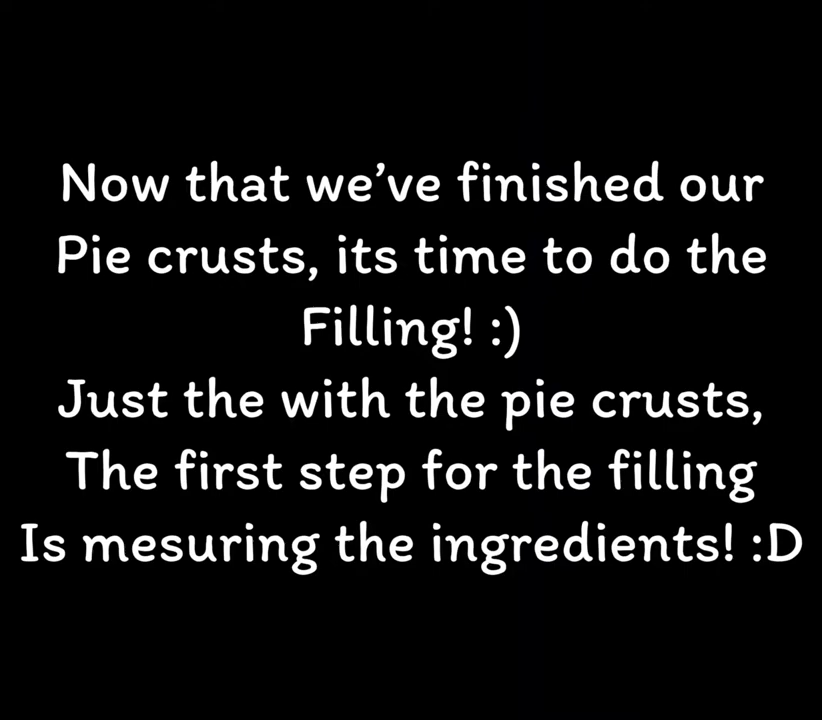 Now that we’ve finished our
Pie crusts, its time to do the
Filling! :)
Just the with the pie crusts,
The first step for the filling
Is mesuring the ingredients! :D